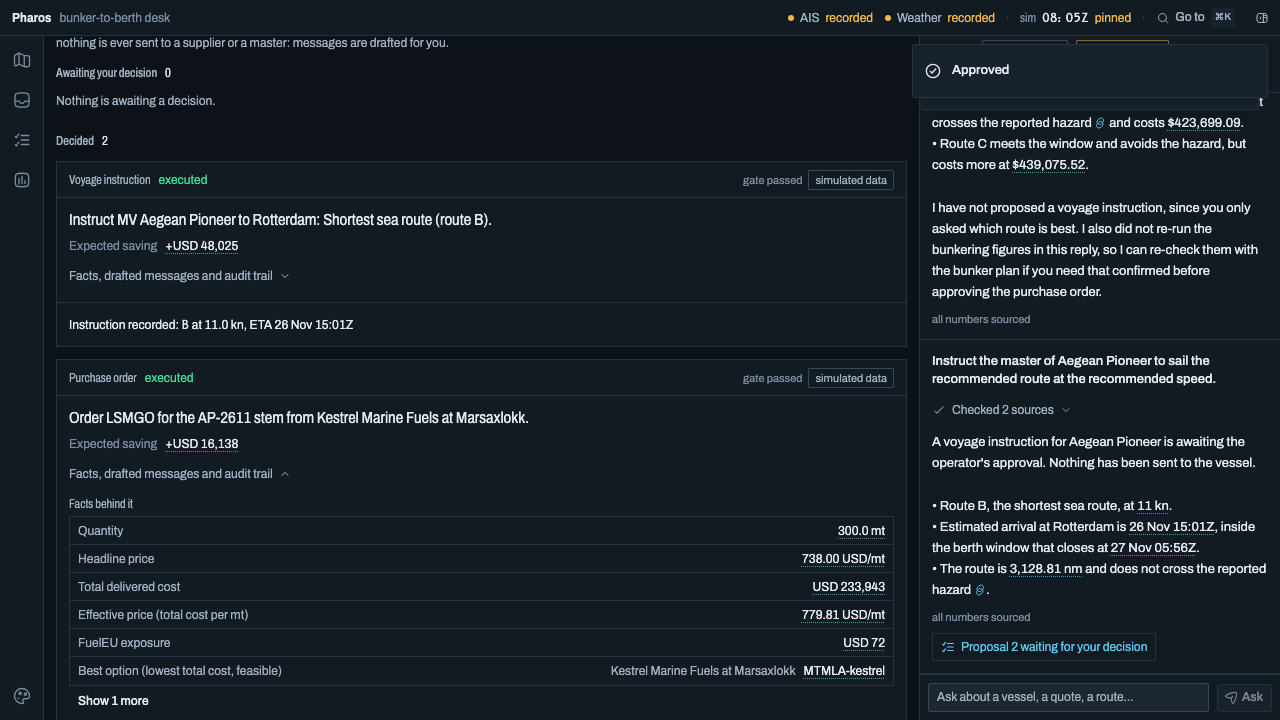 Pharos bunker-to-berth desk
AIS recorded Weather recorded sim 08:05Z pinned Go to ⌘K
nothing is ever sent to a supplier or a master: messages are drafted for you.
Awaiting your decision 0
Nothing is awaiting a decision.
Decided 2
Voyage instruction executed gate passed simulated data
Instruct MV Aegean Pioneer to Rotterdam: Shortest sea route (route B).
Expected saving +USD 48,025
Facts, drafted messages and audit trail
Instruction recorded: B at 11.0 kn, ETA 26 Nov 15:01Z
Purchase order executed gate passed simulated data
Order LSMGO for the AP-2611 stem from Kestrel Marine Fuels at Marsaxlokk.
Expected saving +USD 16,138
Facts, drafted messages and audit trail
Facts behind it
Quantity 300.0 mt
Headline price 738.00 USD/mt
Total delivered cost USD 233,943
Effective price (total cost per mt) 779.81 USD/mt
FuelEU exposure USD 72
Best option (lowest total cost, feasible) Kestrel Marine Fuels at Marsaxlokk MTMLA-kestrel
Show 1 more
Approved
crosses the reported hazard and costs $423,699.09.
• Route C meets the window and avoids the hazard, but
costs more at $439,075.52.
I have not proposed a voyage instruction, since you only
asked which route is best. I also did not re-run the
bunkering figures in this reply, so I can re-check them with
the bunker plan if you need that confirmed before
approving the purchase order.
all numbers sourced
Instruct the master of Aegean Pioneer to sail the
recommended route at the recommended speed.
Checked 2 sources
A voyage instruction for Aegean Pioneer is awaiting the
operator's approval. Nothing has been sent to the vessel.
• Route B, the shortest sea route, at 11 kn.
• Estimated arrival at Rotterdam is 26 Nov 15:01Z, inside
the berth window that closes at 27 Nov 05:56Z.
• The route is 3,128.81 nm and does not cross the reported
hazard.
all numbers sourced
Proposal 2 waiting for your decision
Ask about a vessel, a quote, a route... Ask